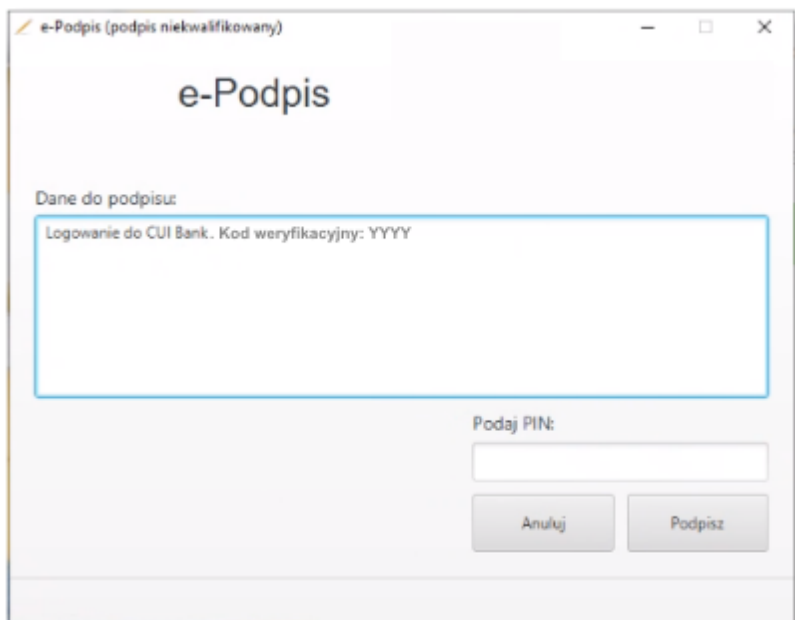 e-Podpis (podpis niekwalifikowany)
e-Podpis
Dane do podpisu:
Logowanie do CUI Bank. Kod weryfikacyjny: YYYY
Podaj PIN:
Anuluj
Podpisz